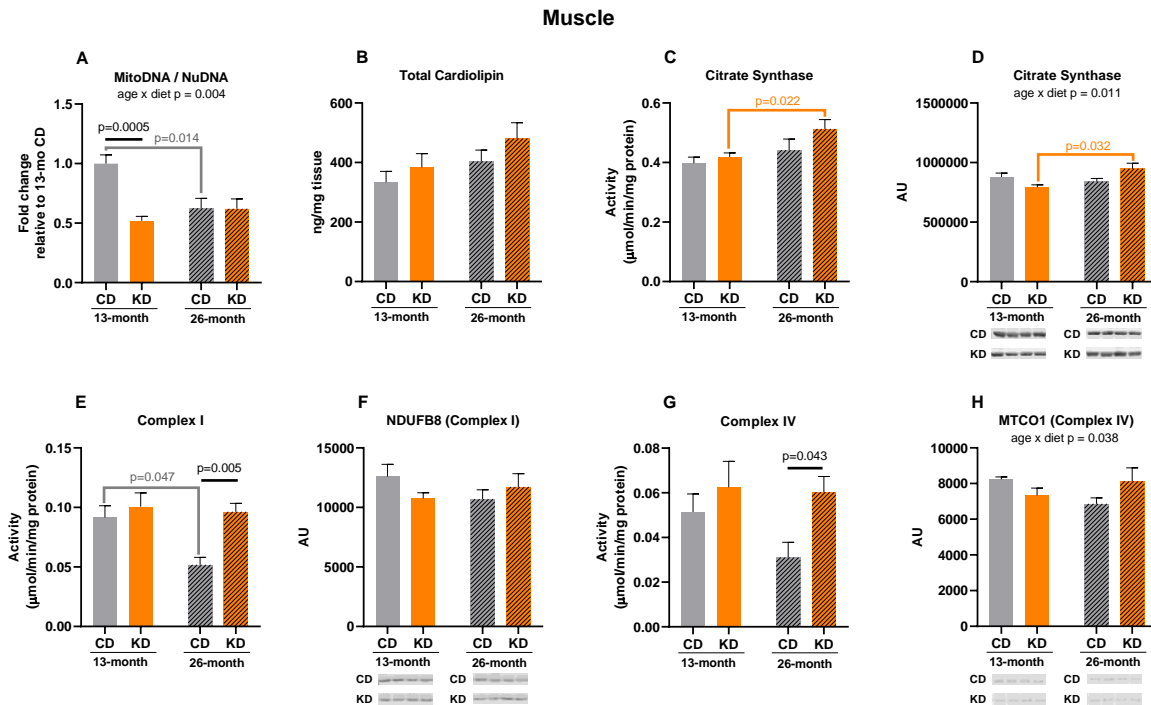 Muscle
A
MitoDNA / NuDNA
age x diet p = 0.004
Fold change
relative to 13-mo CD
1.5
1.0
0.5
0.0
p=0.0005
p=0.014
CD KD CD KD
13-month 26-month
B
Total Cardiolipin
ng/mg tissue
600
400
200
0
CD KD CD KD
13-month 26-month
C
Citrate Synthase
Activity
(µmol/min/mg protein)
0.6
0.4
0.2
0.0
p=0.022
CD KD CD KD
13-month 26-month
D
Citrate Synthase
age x diet p = 0.011
AU
1500000
1000000
500000
0
p=0.032
CD KD CD KD
13-month 26-month
CD CD
KD KD
E
Complex I
Activity
(µmol/min/mg protein)
0.15
0.10
0.05
0.00
p=0.047
p=0.005
CD KD CD KD
13-month 26-month
F
NDUFB8 (Complex I)
AU
15000
10000
5000
0
CD KD CD KD
13-month 26-month
CD CD
KD KD
G
Complex IV
Activity
(µmol/min/mg protein)
0.08
0.06
0.04
0.02
0.00
p=0.043
CD KD CD KD
13-month 26-month
H
MTCO1 (Complex IV)
age x diet p = 0.038
AU
10000
8000
6000
4000
2000
0
CD KD CD KD
13-month 26-month
CD CD
KD KD